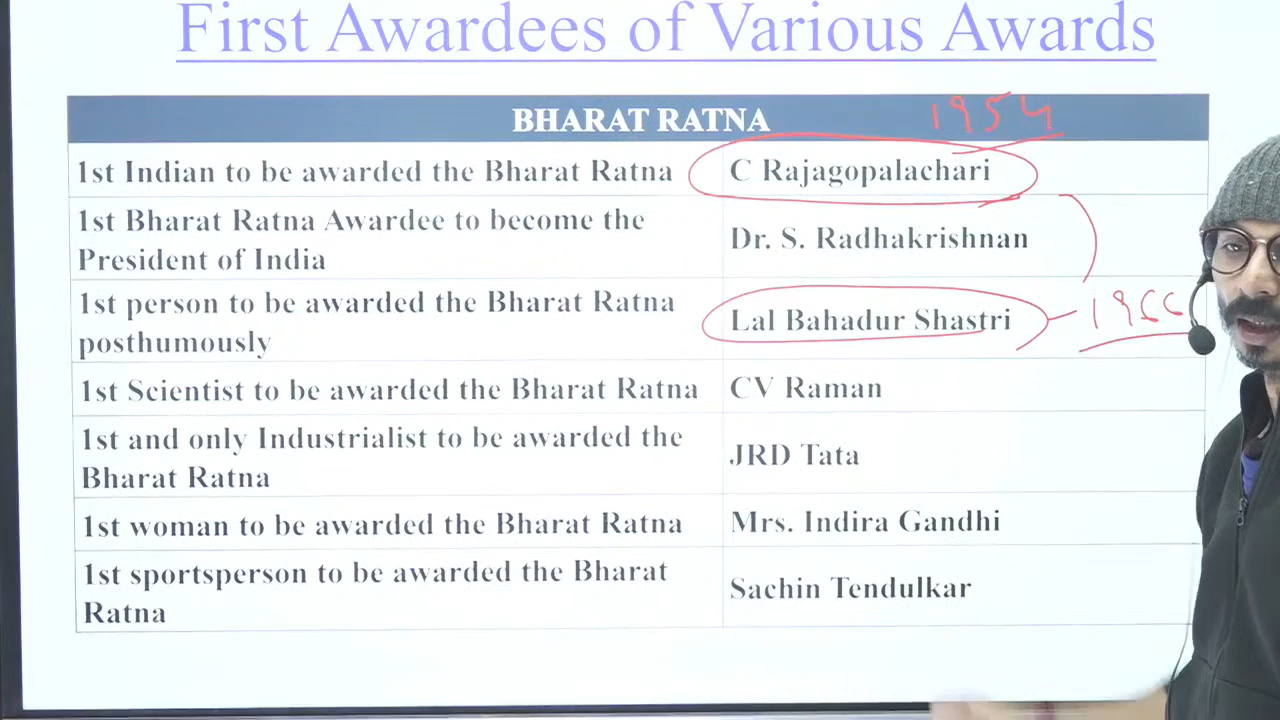 First Awardees of Various Awards
BHARAT RATNA
1954
1st Indian to be awarded the Bharat Ratna
C Rajagopalachari
1st Bharat Ratna Awardee to become the
President of India
Dr. S. Radhakrishnan
1st person to be awarded the Bharat Ratna
posthumously
Lal Bahadur Shastri
1966
1st Scientist to be awarded the Bharat Ratna
CV Raman
1st and only Industrialist to be awarded the
Bharat Ratna
JRD Tata
1st woman to be awarded the Bharat Ratna
Mrs. Indira Gandhi
1st sportsperson to be awarded the Bharat
Ratna
Sachin Tendulkar